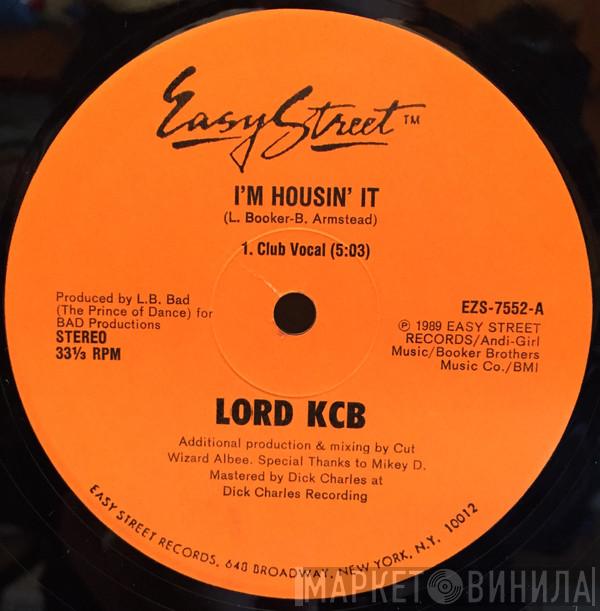 Easy Street™
I'M HOUSIN' IT
(L. Booker-B. Armstead)
1. Club Vocal (5:03)
Produced by L.B. Bad
(The Prince of Dance) for
BAD Productions
STEREO
33⅓ RPM
EZS-7552-A
℗ 1989 EASY STREET
RECORDS/Andi-Girl
Music/Booker Brothers
Music Co./BMI
LORD KCB
Additional production & mixing by Cut
Wizard Albee. Special Thanks to Mikey D.
Mastered by Dick Charles at
Dick Charles Recording
EASY STREET RECORDS, 648 BROADWAY, NEW YORK, N.Y. 10012
МАРКЕТ ВИНИЛА